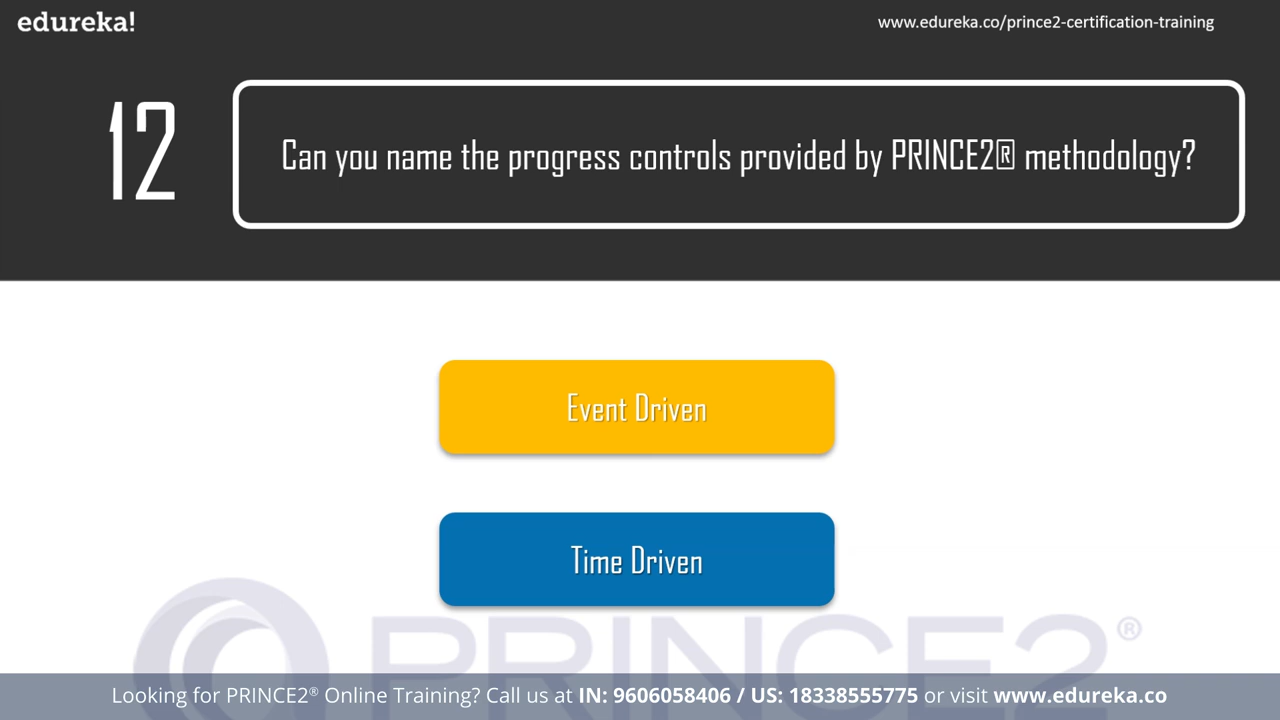 edureka!
www.edureka.co/prince2-certification-training
12
Can you name the progress controls provided by PRINCE2® methodology?
Event Driven
Time Driven
PRINCE2®
Looking for PRINCE2® Online Training? Call us at IN: 9606058406 / US: 18338555775 or visit www.edureka.co